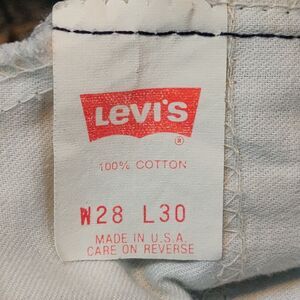 Levi's
®
100% COTTON
W28 L30
MADE IN U.S.A.
CARE ON REVERSE